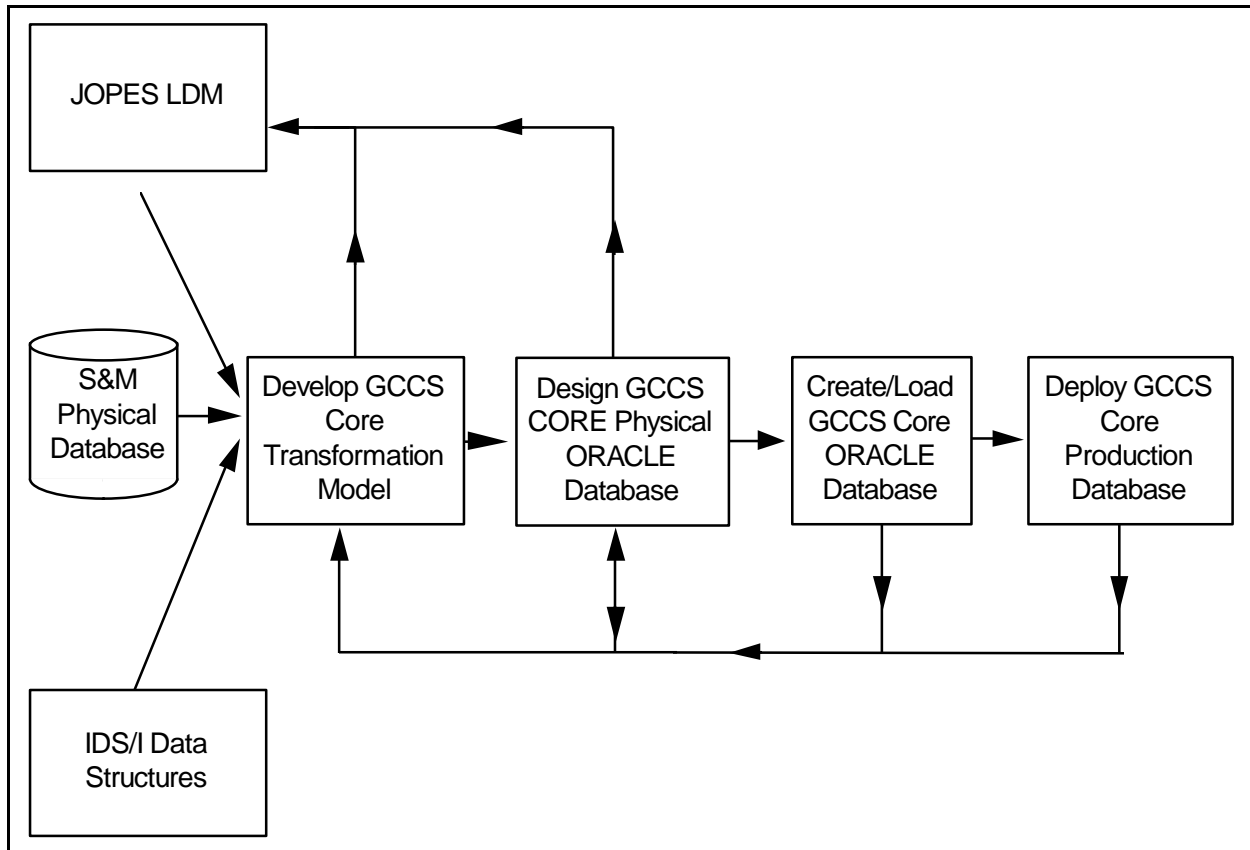 JOPES LDM
S&M
Physical
Database
Develop GCCS
Core
Transformation
Model
Design GCCS
CORE Physical
ORACLE
Database
Create/Load
GCCS Core
ORACLE
Database
Deploy GCCS
Core
Production
Database
IDS/I Data
Structures